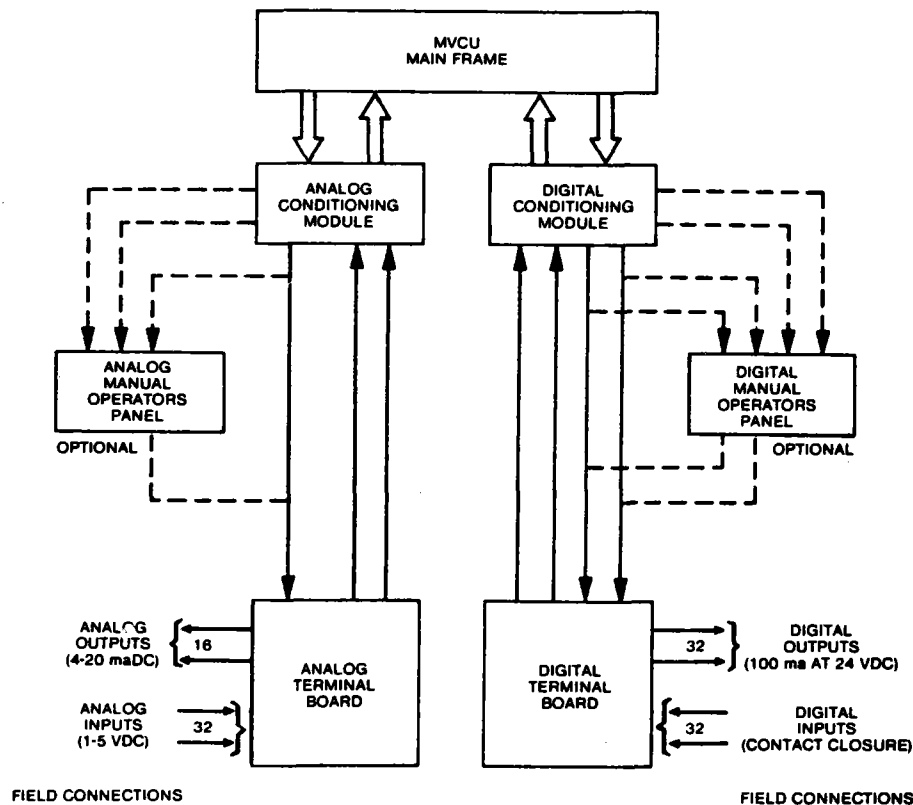 MVCU
MAIN FRAME
ANALOG
CONDITIONING
MODULE
DIGITAL
CONDITIONING
MODULE
ANALOG
MANUAL
OPERATORS
PANEL
OPTIONAL
DIGITAL
MANUAL
OPERATORS
PANEL
OPTIONAL
ANALOG
OUTPUTS
(4-20 maDC)
16
ANALOG
INPUTS
(1-5 VDC)
32
ANALOG
TERMINAL
BOARD
DIGITAL
TERMINAL
BOARD
32
DIGITAL
OUTPUTS
(100 ma AT 24 VDC)
32
DIGITAL
INPUTS
(CONTACT CLOSURE)
FIELD CONNECTIONS
FIELD CONNECTIONS